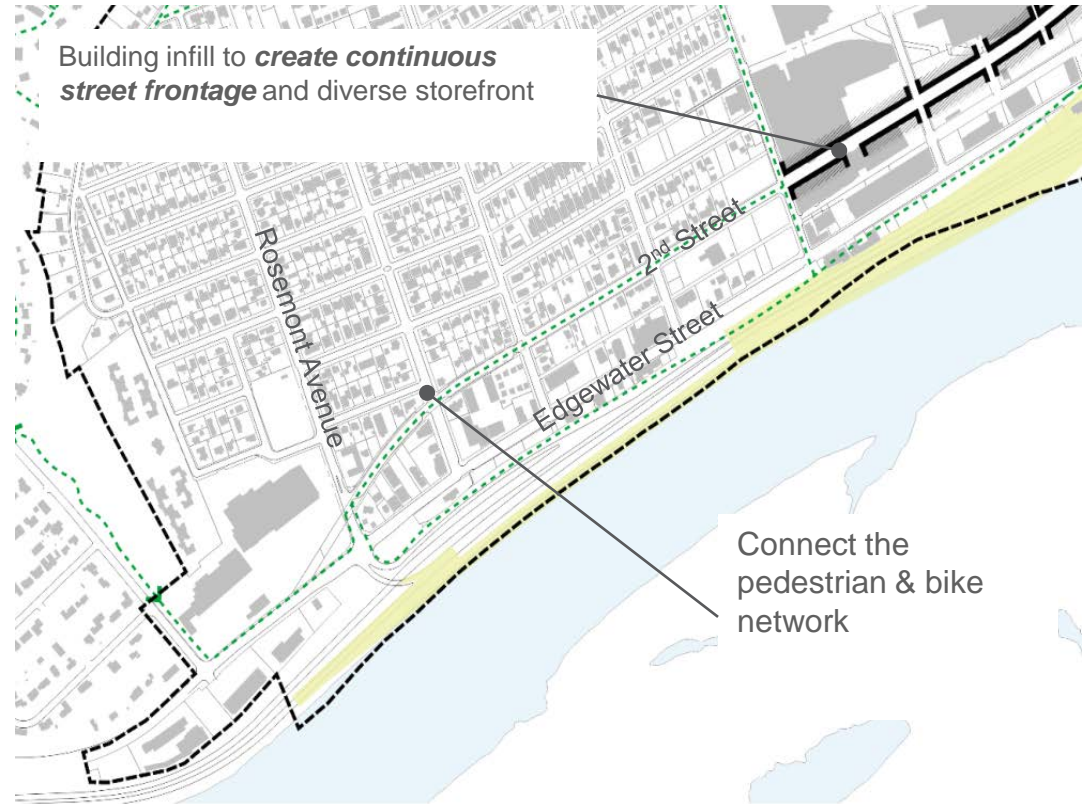 Building infill to create continuous
street frontage and diverse storefront
2nd Street
Rosemont Avenue
Edgewater Street
Connect the
pedestrian & bike
network